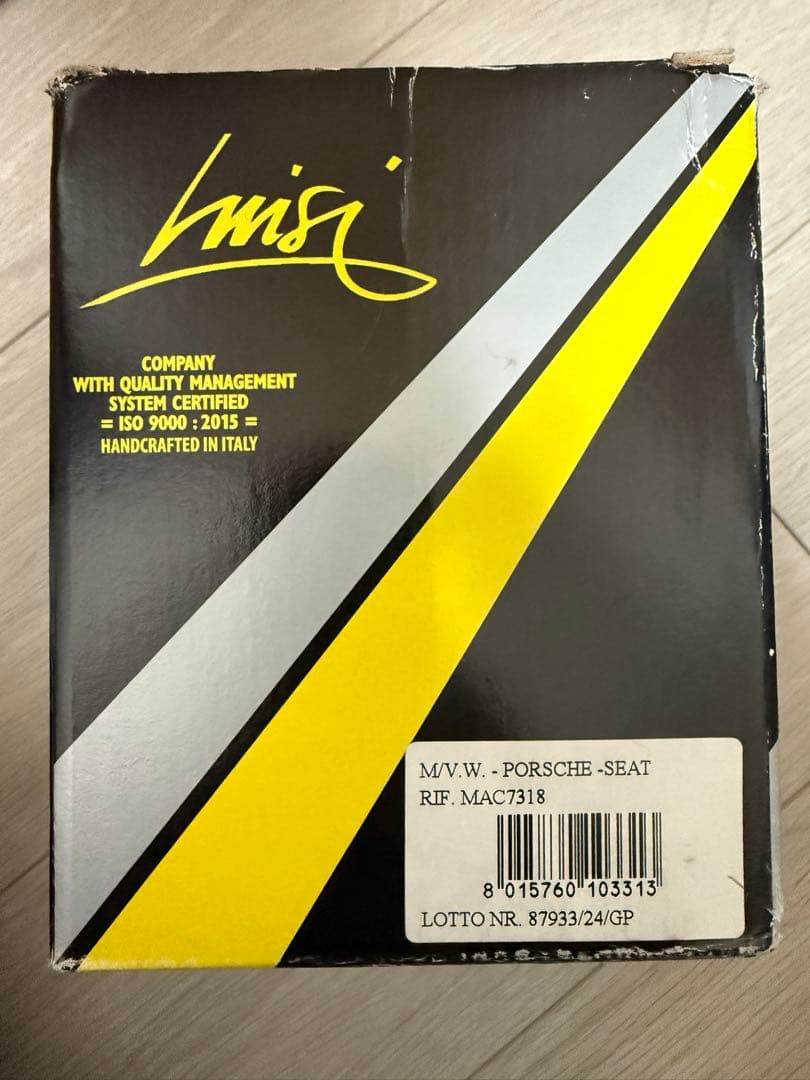 Luisi
COMPANY
WITH QUALITY MANAGEMENT
SYSTEM CERTIFIED
= ISO 9000 : 2015 =
HANDCRAFTED IN ITALY
M/V.W. - PORSCHE -SEAT
RIF. MAC7318
8 015760 103313
LOTTO NR. 87933/24/GP